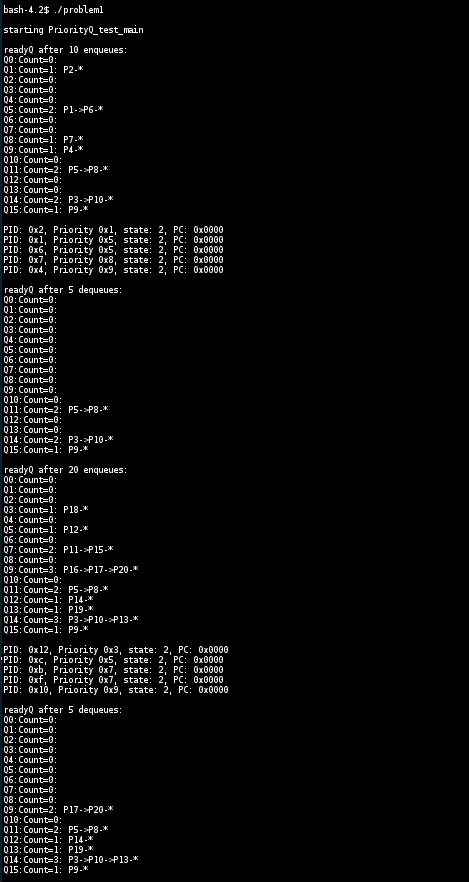 bash-4.2$ ./problem1
starting PriorityQ_test_main
readyQ after 10 enqueues:
Q0:Count=0:
Q1:Count=1: P2-*
Q2:Count=0:
Q3:Count=0:
Q4:Count=0:
Q5:Count=2: P1->P6-*
Q6:Count=0:
Q7:Count=0:
Q8:Count=1: P7-*
Q9:Count=1: P4-*
Q10:Count=0:
Q11:Count=2: P5->P8-*
Q12:Count=0:
Q13:Count=0:
Q14:Count=2: P3->P10-*
Q15:Count=1: P9-*
PID: 0x2, Priority 0x1, state: 2, PC: 0x0000
PID: 0x1, Priority 0x5, state: 2, PC: 0x0000
PID: 0x6, Priority 0x5, state: 2, PC: 0x0000
PID: 0x7, Priority 0x8, state: 2, PC: 0x0000
PID: 0x4, Priority 0x9, state: 2, PC: 0x0000
readyQ after 5 dequeues:
Q0:Count=0:
Q1:Count=0:
Q2:Count=0:
Q3:Count=0:
Q4:Count=0:
Q5:Count=0:
Q6:Count=0:
Q7:Count=0:
Q8:Count=0:
Q9:Count=0:
Q10:Count=0:
Q11:Count=2: P5->P8-*
Q12:Count=0:
Q13:Count=0:
Q14:Count=2: P3->P10-*
Q15:Count=1: P9-*
readyQ after 20 enqueues:
Q0:Count=0:
Q1:Count=0:
Q2:Count=0:
Q3:Count=1: P18-*
Q4:Count=0:
Q5:Count=1: P12-*
Q6:Count=0:
Q7:Count=2: P11->P15-*
Q8:Count=0:
Q9:Count=3: P16->P17->P20-*
Q10:Count=0:
Q11:Count=2: P5->P8-*
Q12:Count=1: P14-*
Q13:Count=1: P19-*
Q14:Count=3: P3->P10->P13-*
Q15:Count=1: P9-*
PID: 0x12, Priority 0x3, state: 2, PC: 0x0000
PID: 0xc, Priority 0x5, state: 2, PC: 0x0000
PID: 0xb, Priority 0x7, state: 2, PC: 0x0000
PID: 0xf, Priority 0x7, state: 2, PC: 0x0000
PID: 0x10, Priority 0x9, state: 2, PC: 0x0000
readyQ after 5 dequeues:
Q0:Count=0:
Q1:Count=0:
Q2:Count=0:
Q3:Count=0:
Q4:Count=0:
Q5:Count=0:
Q6:Count=0:
Q7:Count=0:
Q8:Count=0:
Q9:Count=2: P17->P20-*
Q10:Count=0:
Q11:Count=2: P5->P8-*
Q12:Count=1: P14-*
Q13:Count=1: P19-*
Q14:Count=3: P3->P10->P13-*
Q15:Count=1: P9-*